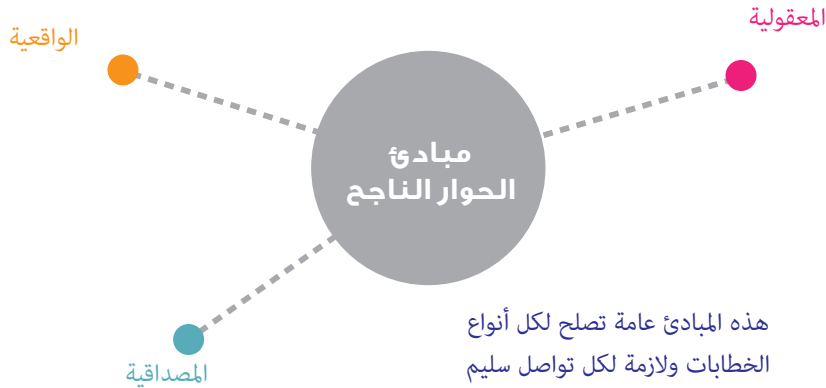 المعقولية
الواقعية
مبادئ
الحوار الناجح
المصداقية
هذه المبادئ عامة تصلح لكل أنواع
الخطابات ولازمة لكل تواصل سليم